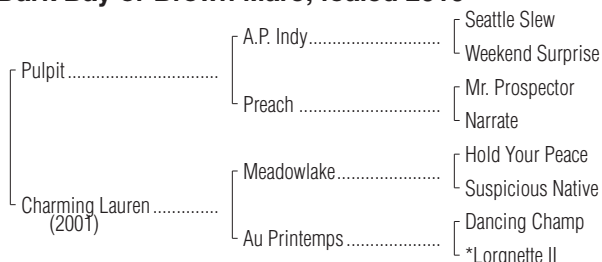 Dark Bay or Brown Mare; foaled 2010
Seattle Slew
A.P. Indy
Weekend Surprise
Pulpit
Mr. Prospector
Preach
Narrate
Hold Your Peace
Meadowlake
Suspicious Native
Charming Lauren
(2001)
Dancing Champ
Au Printemps
*Lorgnette II